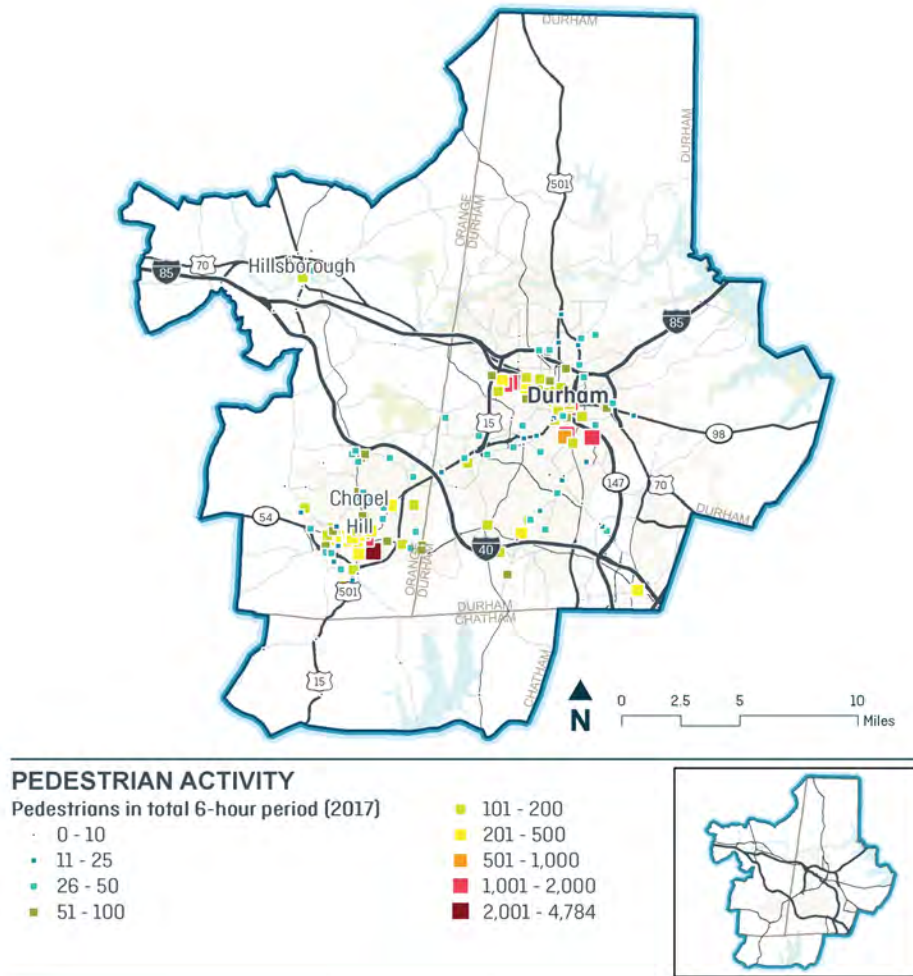 DURHAM
DURHAM
501
ORANGE
DURHAM
70
Hillsborough
85
85
Durham
15
98
147
70
Chapel
Hill
54
DURHAM
40
ORANGE
DURHAM
501
DURHAM
CHATHAM
15
CHATHAM
N
0 2.5 5 10
Miles
PEDESTRIAN ACTIVITY
Pedestrians in total 6-hour period (2017)
0 - 10
11 - 25
26 - 50
51 - 100
101 - 200
201 - 500
501 - 1,000
1,001 - 2,000
2,001 - 4,784